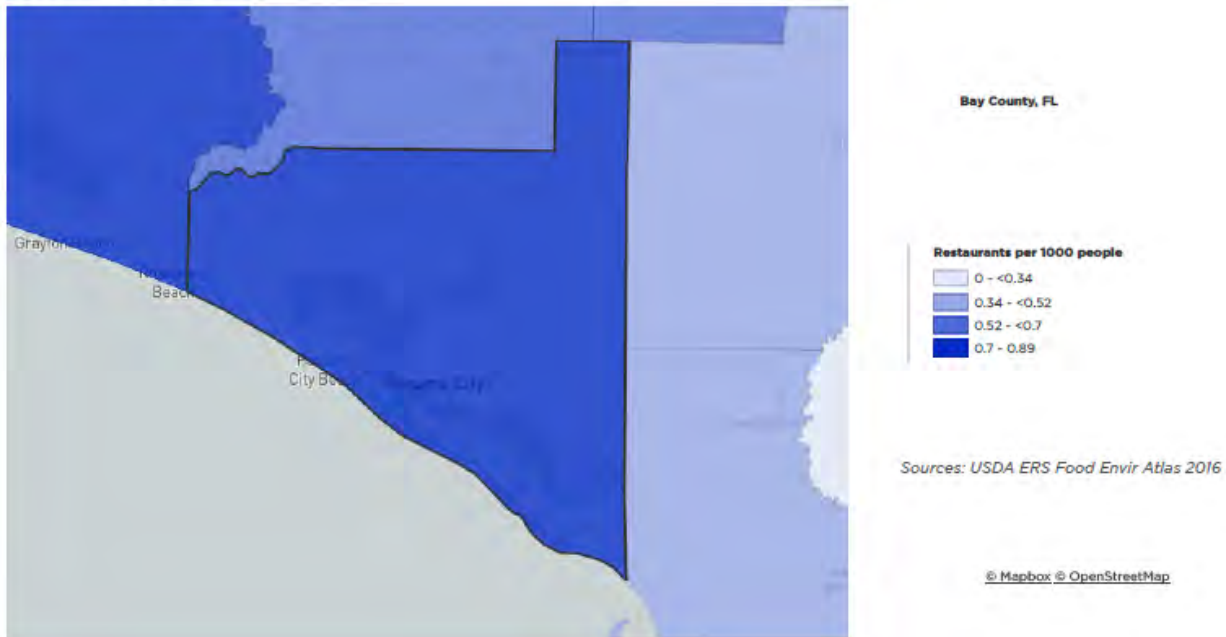 Bay County, FL
Restaurants per 1000 people
0 - <0.34
0.34 - <0.52
0.52 - <0.7
0.7 - 0.89
Beach
City
Sources: USDA ERS Food Envir Atlas 2016
© Mapbox © OpenStreetMap